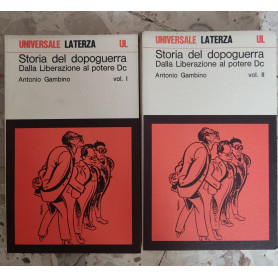 UNIVERSALE LATERZA UL
Storia del dopoguerra
Dalla Liberazione al potere Dc
Antonio Gambino vol. I
UNIVERSALE LATERZA UL
Storia del dopoguerra
Dalla Liberazione al potere Dc
Antonio Gambino vol. II